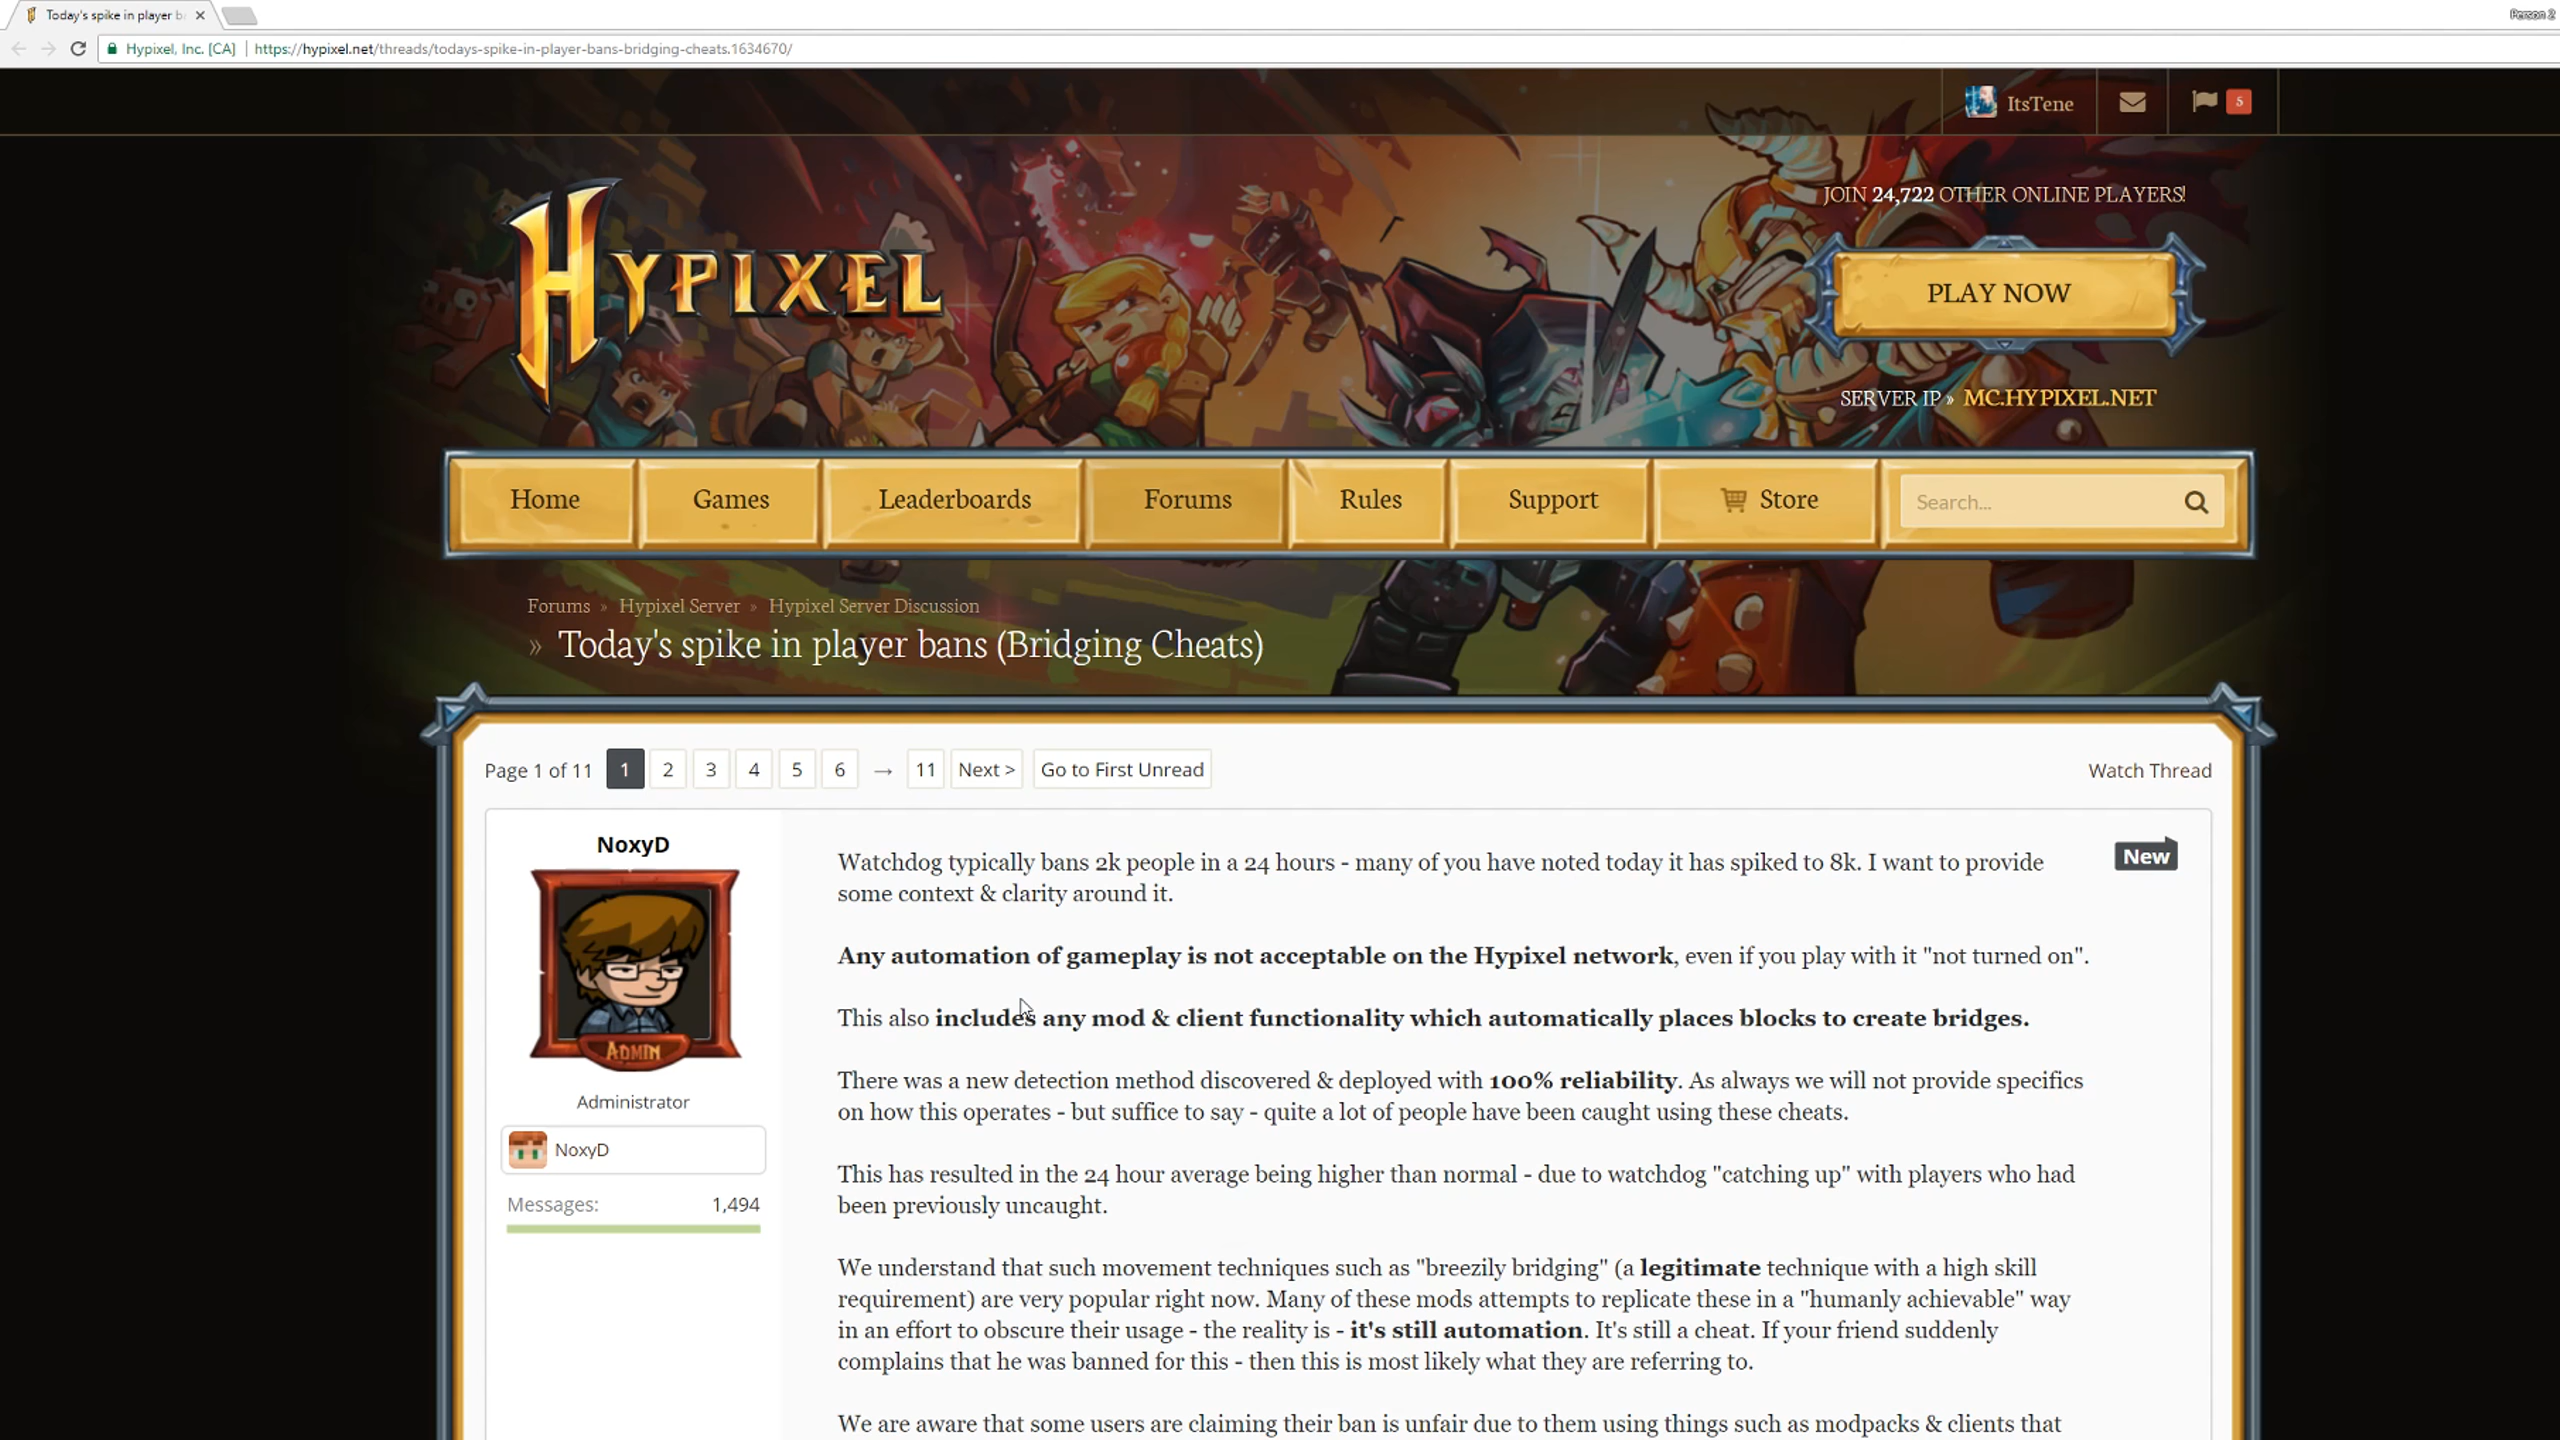 Today's spike in player b
Person 2
Hypixel, Inc. [CA] https://hypixel.net/threads/todays-spike-in-player-bans-bridging-cheats.1634670/
ItsTene
5
HYPIXEL
JOIN 24,722 OTHER ONLINE PLAYERS!
PLAY NOW
SERVER IP » MC.HYPIXEL.NET
Home
Games
Leaderboards
Forums
Rules
Support
Store
Search...
Forums » Hypixel Server » Hypixel Server Discussion
» Today's spike in player bans (Bridging Cheats)
Page 1 of 11 1 2 3 4 5 6 → 11 Next > Go to First Unread
Watch Thread
NoxyD
ADMIN
Administrator
NoxyD
Messages: 1,494
New
Watchdog typically bans 2k people in a 24 hours - many of you have noted today it has spiked to 8k. I want to provide
some context & clarity around it.
Any automation of gameplay is not acceptable on the Hypixel network, even if you play with it "not turned on".
This also includes any mod & client functionality which automatically places blocks to create bridges.
There was a new detection method discovered & deployed with 100% reliability. As always we will not provide specifics
on how this operates - but suffice to say - quite a lot of people have been caught using these cheats.
This has resulted in the 24 hour average being higher than normal - due to watchdog "catching up" with players who had
been previously uncaught.
We understand that such movement techniques such as "breezily bridging" (a legitimate technique with a high skill
requirement) are very popular right now. Many of these mods attempts to replicate these in a "humanly achievable" way
in an effort to obscure their usage - the reality is - it's still automation. It's still a cheat. If your friend suddenly
complains that he was banned for this - then this is most likely what they are referring to.
We are aware that some users are claiming their ban is unfair due to them using things such as modpacks & clients that